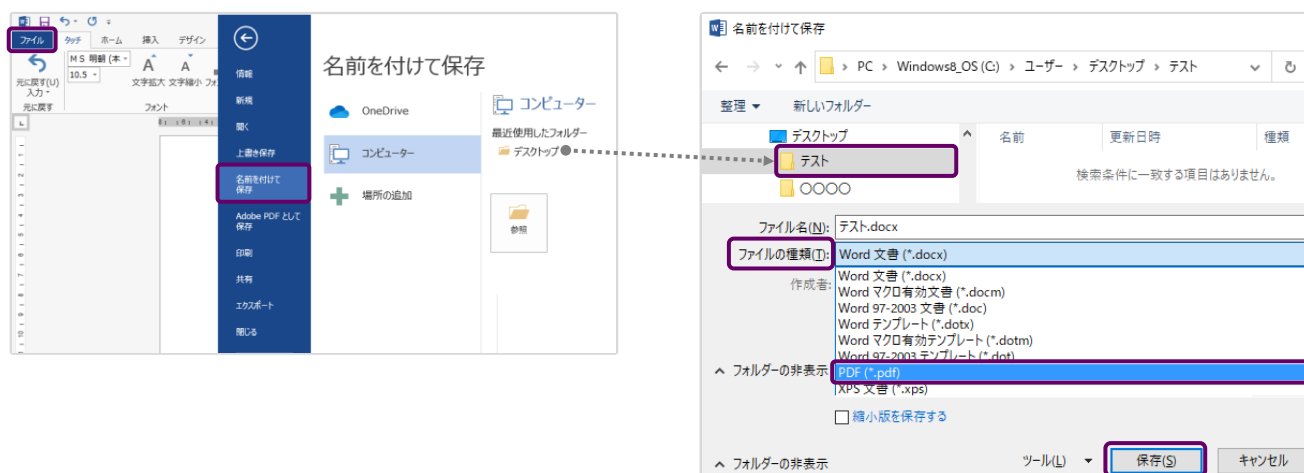 ファイル
タッチ
ホーム
挿入
デザイン
MS 明朝 (本
10.5
元に戻す(U)
入力
文字拡大 文字縮小 フォ
元に戻す
フォント
情報
新規
開く
上書き保存
名前を付けて
保存
Adobe PDF として
保存
印刷
共有
エクスポート
閉じる
名前を付けて保存
OneDrive
コンピューター
場所の追加
コンピューター
最近使用したフォルダー
デスクトップ
参照
名前を付けて保存
PC › Windows8_OS (C:) › ユーザー › デスクトップ › テスト
整理 ▼ 新しいフォルダー
デスクトップ
テスト
〇〇〇〇
名前
更新日時
種類
検索条件に一致する項目はありません。
ファイル名(N): テスト.docx
ファイルの種類(T): Word 文書 (*.docx)
作成者:
Word 文書 (*.docx)
Word マクロ有効文書 (*.docm)
Word 97-2003 文書 (*.doc)
Word テンプレート (*.dotx)
Word マクロ有効テンプレート (*.dotm)
Word 97-2003 テンプレート (*.dot)
フォルダーの非表示
PDF (*.pdf)
XPS 文書 (*.xps)
縮小版を保存する
フォルダーの非表示
ツール(L) ▼
保存(S)
キャンセル